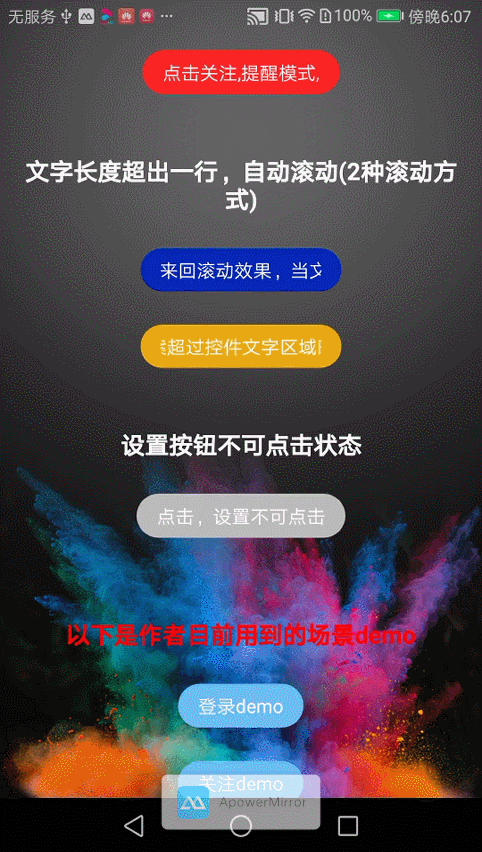 无服务 100% 傍晚6:07
点击关注,提醒模式,
文字长度超出一行，自动滚动(2种滚动方
式)
来回滚动效果，当文
超过控件文字区域
设置按钮不可点击状态
点击，设置不可点击
以下是作者目前用到的场景demo
登录demo
关注demo
ApowerMirror